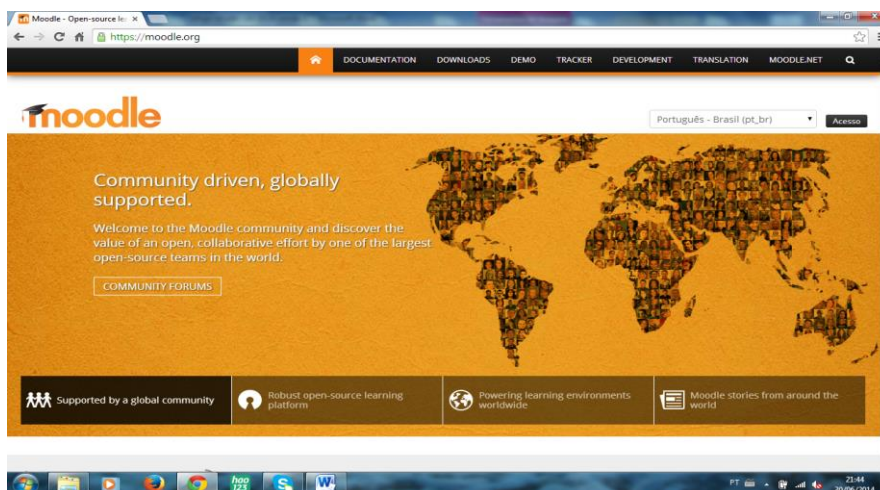 Moodle - Open-source le
https://moodle.org
DOCUMENTATION DOWNLOADS DEMO TRACKER DEVELOPMENT TRANSLATION MOODLE.NET
moodle
Português - Brasil (pt_br) Acesso
Community driven, globally
supported.
Welcome to the Moodle community and discover the
value of an open, collaborative effort by one of the largest
open-source teams in the world.
COMMUNITY FORUMS
Supported by a global community
Robust open-source learning
platform
Powering learning environments
worldwide
Moodle stories from around the
world
hao
123
S
W
PT
21:44
30/06/2014